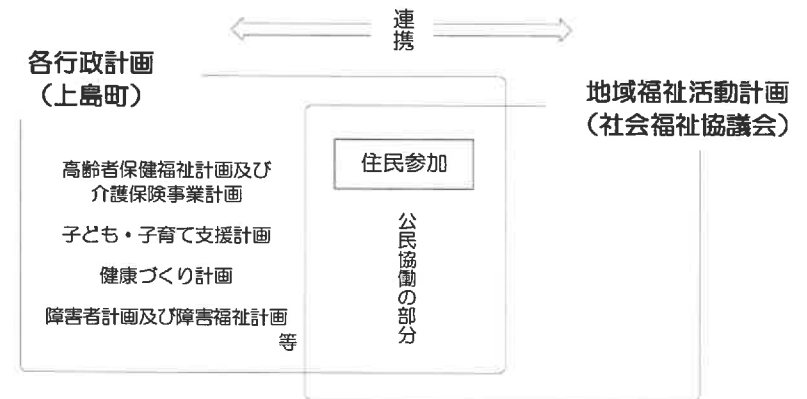 連携
各行政計画
(上島町)
地域福祉活動計画
(社会福祉協議会)
高齢者保健福祉計画及び
介護保険事業計画
子ども・子育て支援計画
健康づくり計画
障害者計画及び障害福祉計画
等
住民参加
公民協働の部分